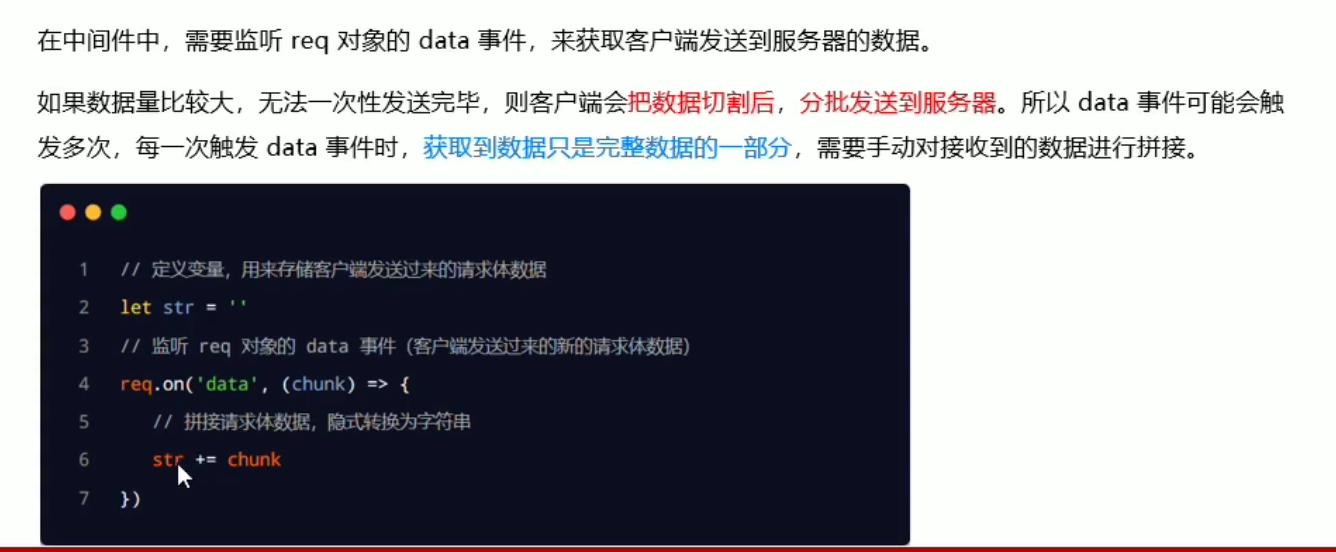 在中间件中，需要监听 req 对象的 data 事件，来获取客户端发送到服务器的数据。
如果数据量比较大，无法一次性发送完毕，则客户端会把数据切割后，分批发送到服务器。所以 data 事件可能会触
发多次，每一次触发 data 事件时，获取到数据只是完整数据的一部分，需要手动对接收到的数据进行拼接。
1 // 定义变量，用来存储客户端发送过来的请求体数据
2 let str = ''
3 // 监听 req 对象的 data 事件（客户端发送过来的新的请求体数据）
4 req.on('data', (chunk) => {
5 // 拼接请求体数据，隐式转换为字符串
6 str += chunk
7 })